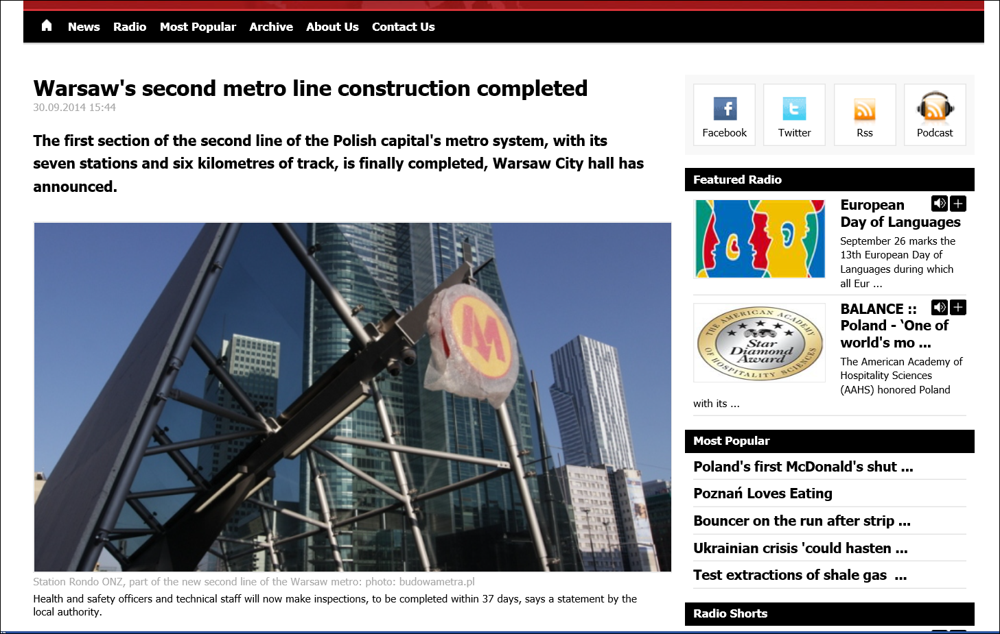 News Radio Most Popular Archive About Us Contact Us
Warsaw's second metro line construction completed
30.09.2014 15:44
The first section of the second line of the Polish capital's metro system, with its
seven stations and six kilometres of track, is finally completed, Warsaw City hall has
announced.
Station Rondo ONZ, part of the new second line of the Warsaw metro: photo: budowametra.pl
Health and safety officers and technical staff will now make inspections, to be completed within 37 days, says a statement by the
local authority.
Facebook Twitter Rss Podcast
Featured Radio
European
Day of Languages
September 26 marks the
13th European Day of
Languages during which
all Eur ...
THE AMERICAN ACADEMY
Star
Diamond
Award
OF HOSPITALITY SCIENCES
BALANCE ::
Poland - ‘One of
world's mo ...
The American Academy of
Hospitality Sciences
(AAHS) honored Poland
with its ...
Most Popular
Poland's first McDonald's shut ...
Poznań Loves Eating
Bouncer on the run after strip ...
Ukrainian crisis 'could hasten ...
Test extractions of shale gas ...
Radio Shorts